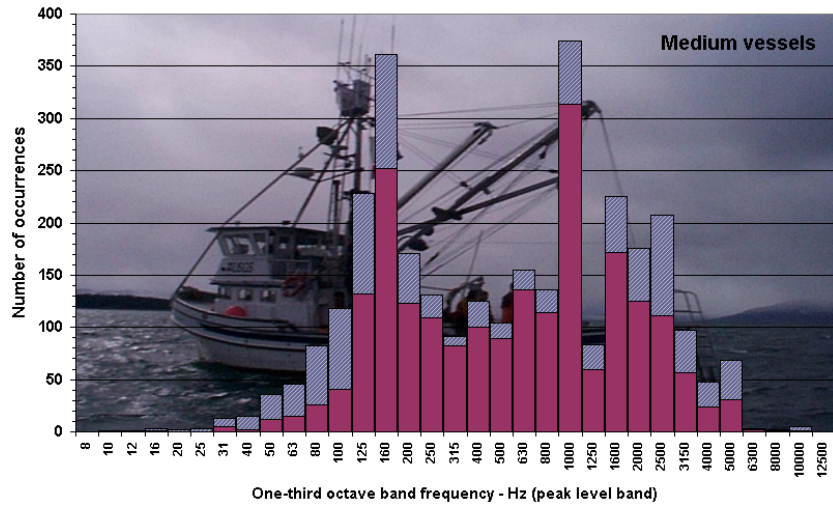 Medium vessels
Number of occurrences
400
350
300
250
200
150
100
50
0
8 10 12 16 20 25 31 40 50 63 80 100 125 160 200 250 315 400 500 630 800 1000 1250 1600 2000 2500 3150 4000 5000 6300 8000 10000 12500
One-third octave band frequency - Hz (peak level band)